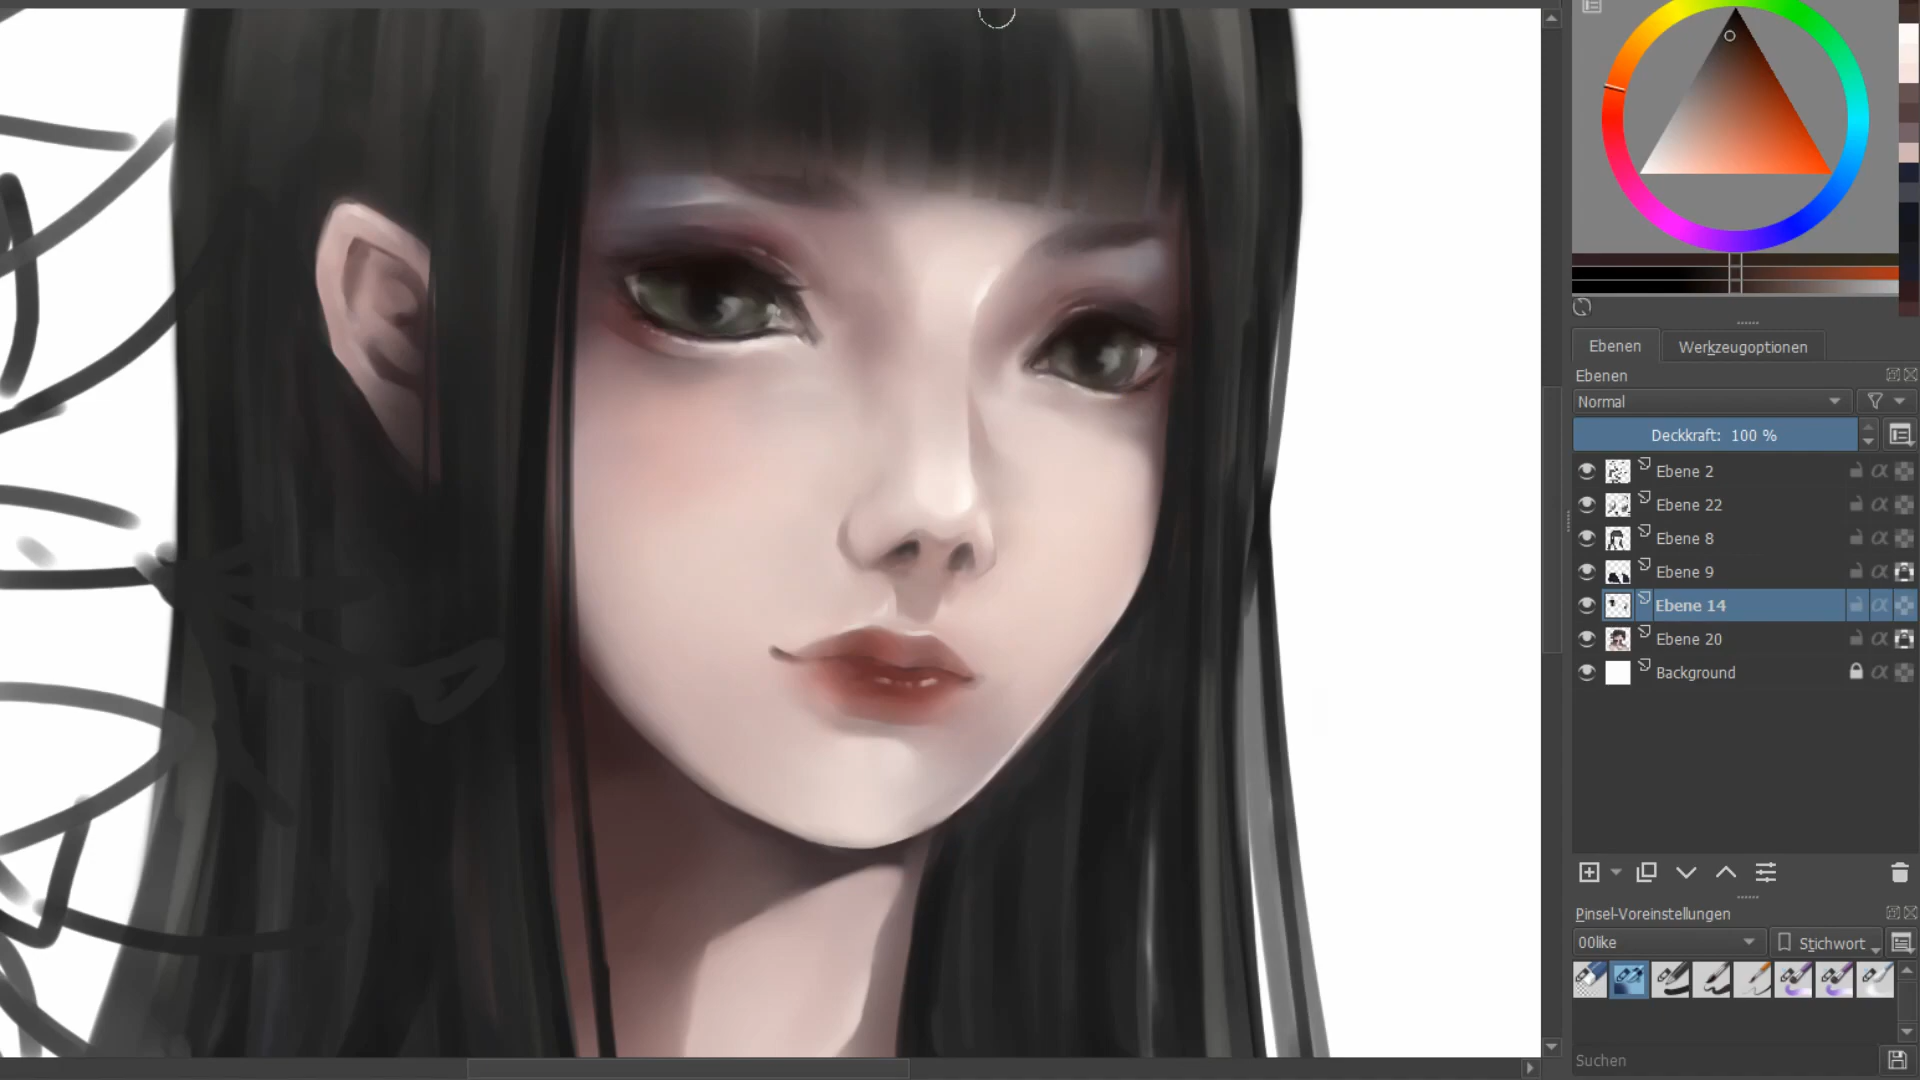 Ebenen
Werkzeugoptionen
Ebenen
Normal
Deckkraft: 100 %
Ebene 2
Ebene 22
Ebene 8
Ebene 9
Ebene 14
Ebene 20
Background
Pinsel-Voreinstellungen
00like
Stichwort
Suchen